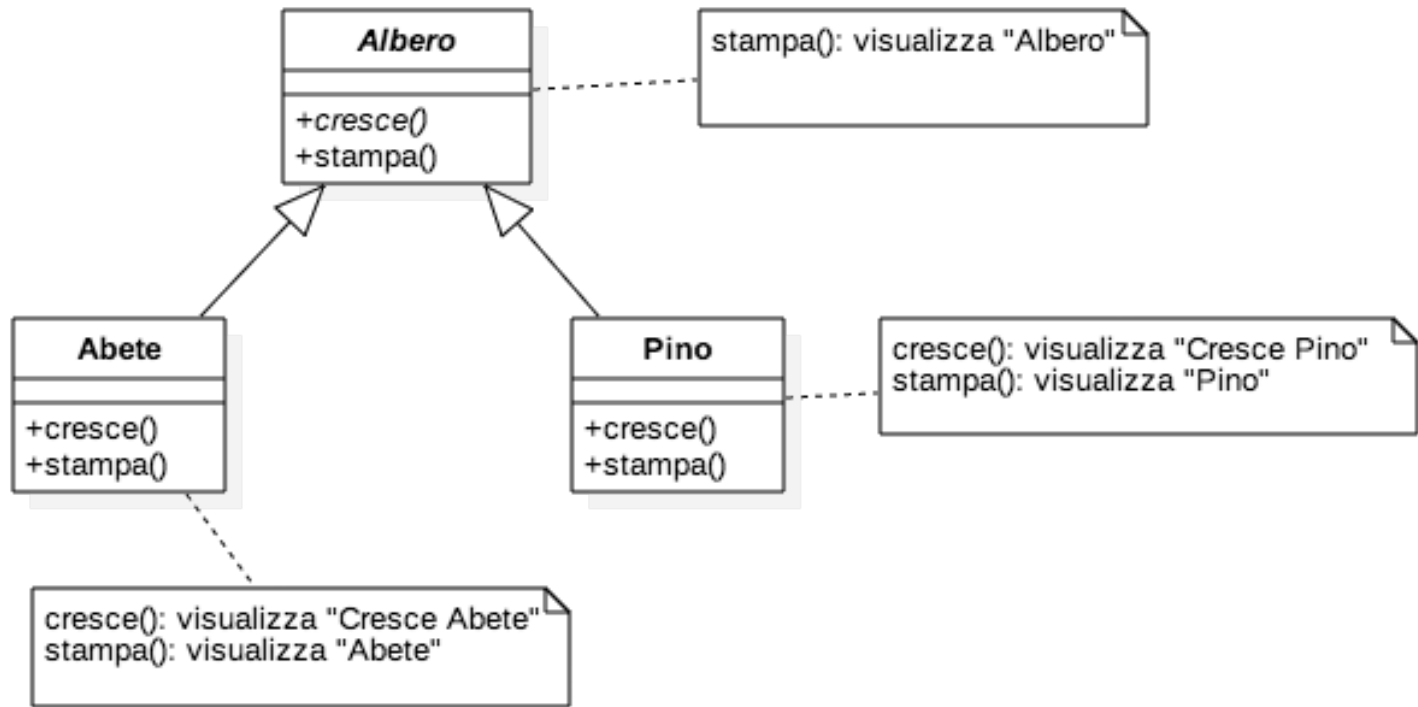 Albero
+cresce()
+stampa()
stampa(): visualizza "Albero"
Abete
+cresce()
+stampa()
Pino
+cresce()
+stampa()
cresce(): visualizza "Cresce Pino"
stampa(): visualizza "Pino"
cresce(): visualizza "Cresce Abete"
stampa(): visualizza "Abete"